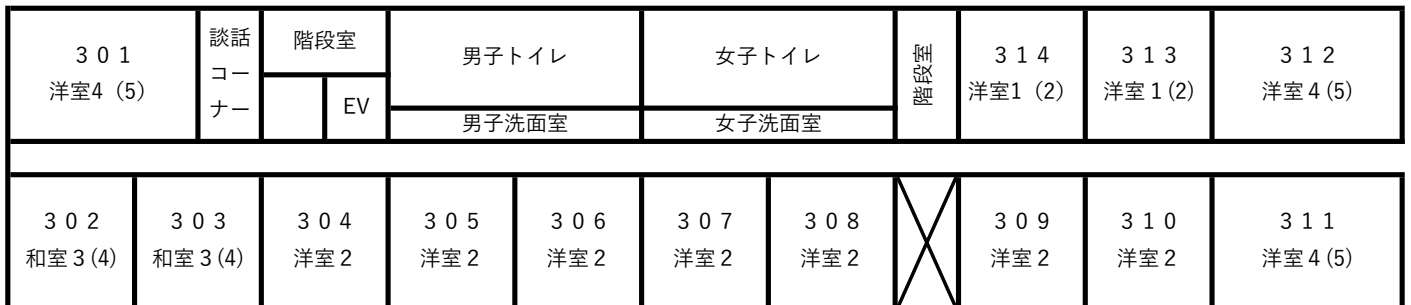 ３０１
洋室4（5）
談話
コー
ナー
階段室
EV
男子トイレ
男子洗面室
女子トイレ
女子洗面室
階段室
３１４
洋室1（2）
３１３
洋室１(2)
３１２
洋室４(5)
３０２
和室３(4)
３０３
和室３(4)
３０４
洋室２
３０５
洋室２
３０６
洋室２
３０７
洋室２
３０８
洋室２
３０９
洋室２
３１０
洋室２
３１１
洋室４(5)